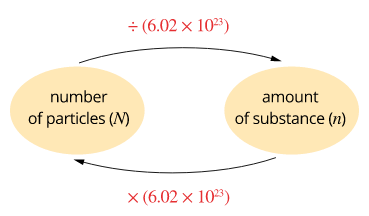 ÷ (6.02 × 10²³)
number
of particles (N)
amount
of substance (n)
× (6.02 × 10²³)